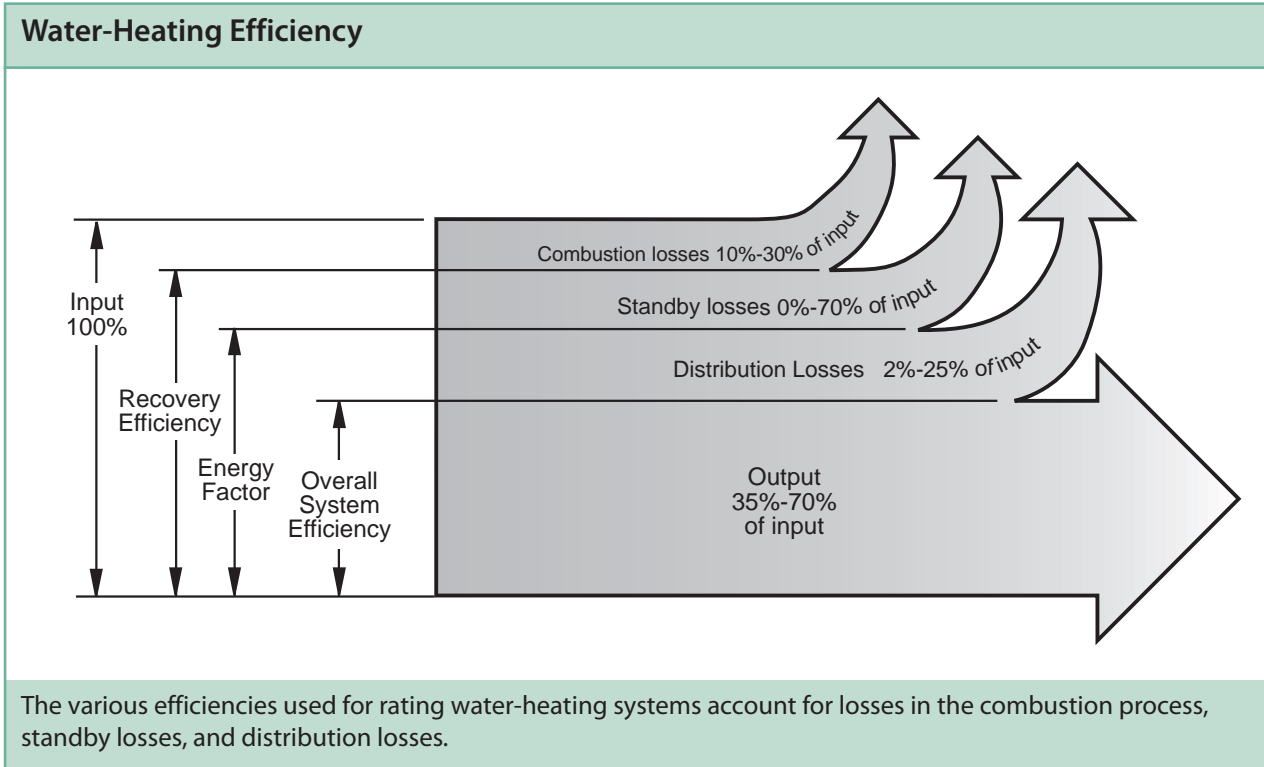 Water-Heating Efficiency
Combustion losses 10%-30% of input
Input
100%
Standby losses 0%-70% of input
Distribution Losses 2%-25% of input
Recovery
Efficiency
Energy
Factor
Overall
System
Efficiency
Output
35%-70%
of input
The various efficiencies used for rating water-heating systems account for losses in the combustion process,
standby losses, and distribution losses.